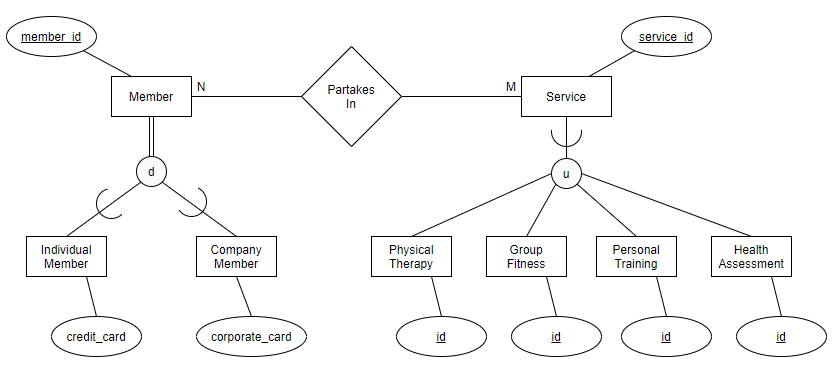 member_id
service_id
Member
N
Partakes
In
M
Service
d
u
Individual
Member
Company
Member
Physical
Therapy
Group
Fitness
Personal
Training
Health
Assessment
credit_card
corporate_card
id
id
id
id